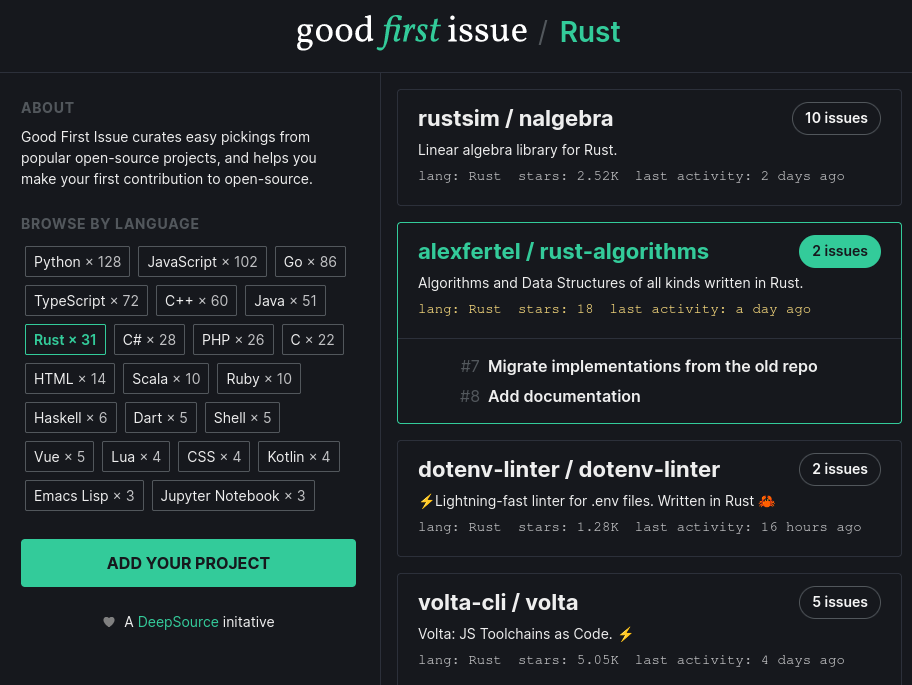 good first issue / Rust
ABOUT
Good First Issue curates easy pickings from
popular open-source projects, and helps you
make your first contribution to open-source.
BROWSE BY LANGUAGE
Python × 128 JavaScript × 102 Go × 86
TypeScript × 72 C++ × 60 Java × 51
Rust × 31 C# × 28 PHP × 26 C × 22
HTML × 14 Scala × 10 Ruby × 10
Haskell × 6 Dart × 5 Shell × 5
Vue × 5 Lua × 4 CSS × 4 Kotlin × 4
Emacs Lisp × 3 Jupyter Notebook × 3
ADD YOUR PROJECT
A DeepSource initative
rustsim / nalgebra 10 issues
Linear algebra library for Rust.
lang: Rust stars: 2.52K last activity: 2 days ago
alexfertel / rust-algorithms 2 issues
Algorithms and Data Structures of all kinds written in Rust.
lang: Rust stars: 18 last activity: a day ago
#7 Migrate implementations from the old repo
#8 Add documentation
dotenv-linter / dotenv-linter 2 issues
⚡Lightning-fast linter for .env files. Written in Rust 🦀
lang: Rust stars: 1.28K last activity: 16 hours ago
volta-cli / volta 5 issues
Volta: JS Toolchains as Code. ⚡
lang: Rust stars: 5.05K last activity: 4 days ago